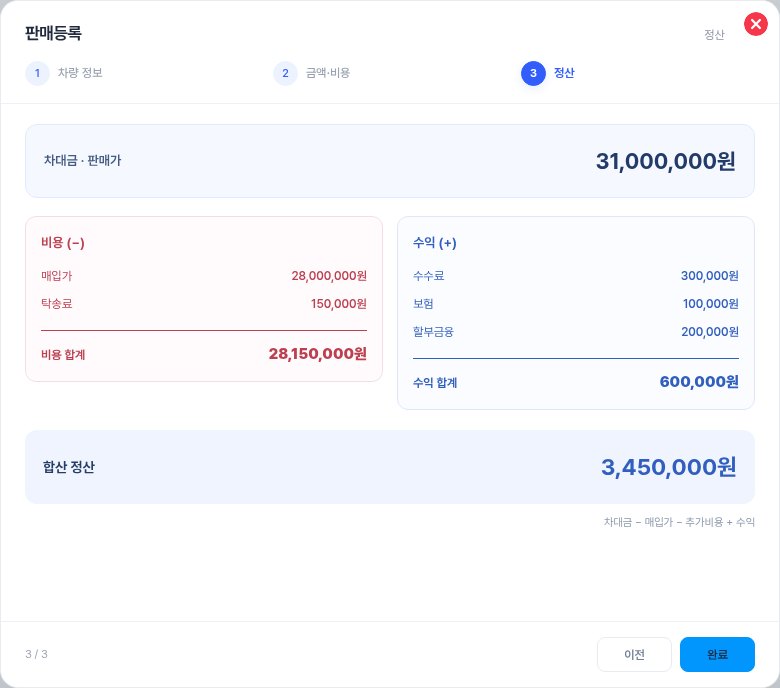 판매등록
정산
1 차량 정보
2 금액·비용
3 정산
차대금 · 판매가
31,000,000원
비용 (−)
매입가 28,000,000원
탁송료 150,000원
비용 합계 28,150,000원
수익 (+)
수수료 300,000원
보험 100,000원
할부금융 200,000원
수익 합계 600,000원
합산 정산
3,450,000원
차대금 − 매입가 − 추가비용 + 수익
3 / 3
이전
완료